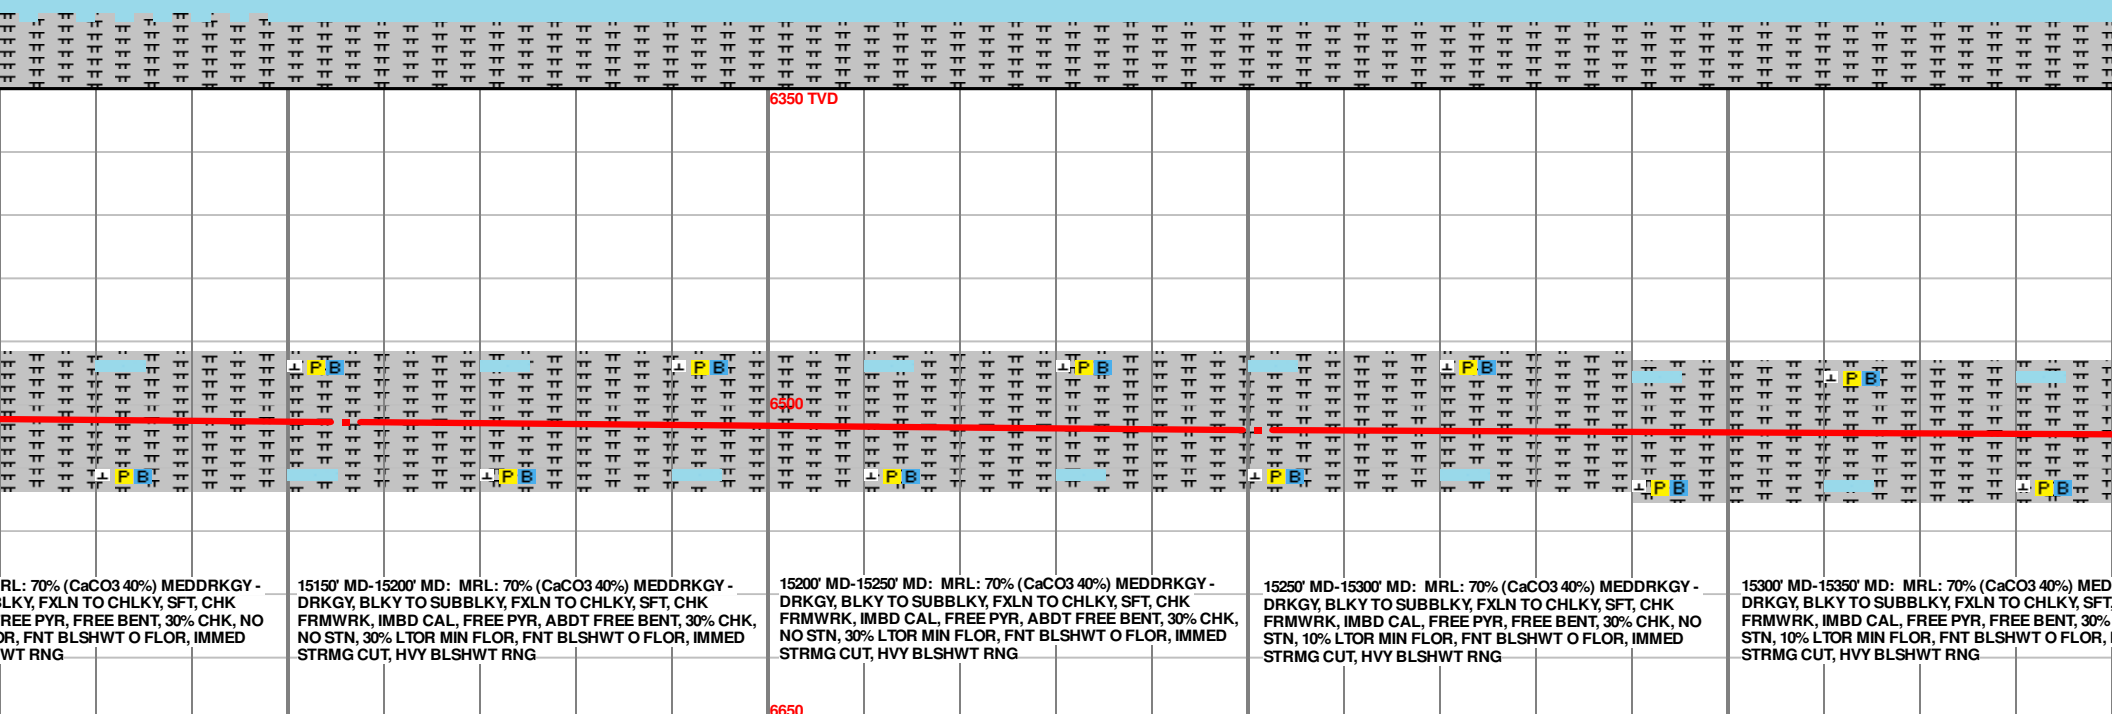 6350 TVD
P B
P B
P B
P B
P B
6500
P B
P B
P B
P B
P B
P B
RL: 70% (CaCO3 40%) MEDDRKGY -
LKY, FXLN TO CHLKY, SFT, CHK
REE PYR, FREE BENT, 30% CHK, NO
OR, FNT BLSHWT O FLOR, IMMED
WT RNG
15150' MD-15200' MD: MRL: 70% (CaCO3 40%) MEDDRKGY -
DRKGY, BLKY TO SUBBLKY, FXLN TO CHLKY, SFT, CHK
FRMWRK, IMBD CAL, FREE PYR, ABDT FREE BENT, 30% CHK,
NO STN, 30% LTOR MIN FLOR, FNT BLSHWT O FLOR, IMMED
STRMG CUT, HVY BLSHWT RNG
15200' MD-15250' MD: MRL: 70% (CaCO3 40%) MEDDRKGY -
DRKGY, BLKY TO SUBBLKY, FXLN TO CHLKY, SFT, CHK
FRMWRK, IMBD CAL, FREE PYR, ABDT FREE BENT, 30% CHK,
NO STN, 30% LTOR MIN FLOR, FNT BLSHWT O FLOR, IMMED
STRMG CUT, HVY BLSHWT RNG
15250' MD-15300' MD: MRL: 70% (CaCO3 40%) MEDDRKGY -
DRKGY, BLKY TO SUBBLKY, FXLN TO CHLKY, SFT, CHK
FRMWRK, IMBD CAL, FREE PYR, FREE BENT, 30% CHK, NO
STN, 10% LTOR MIN FLOR, FNT BLSHWT O FLOR, IMMED
STRMG CUT, HVY BLSHWT RNG
15300' MD-15350' MD: MRL: 70% (CaCO3 40%) MED
DRKGY, BLKY TO SUBBLKY, FXLN TO CHLKY, SFT,
FRMWRK, IMBD CAL, FREE PYR, FREE BENT, 30%
STN, 10% LTOR MIN FLOR, FNT BLSHWT O FLOR,
STRMG CUT, HVY BLSHWT RNG
6650